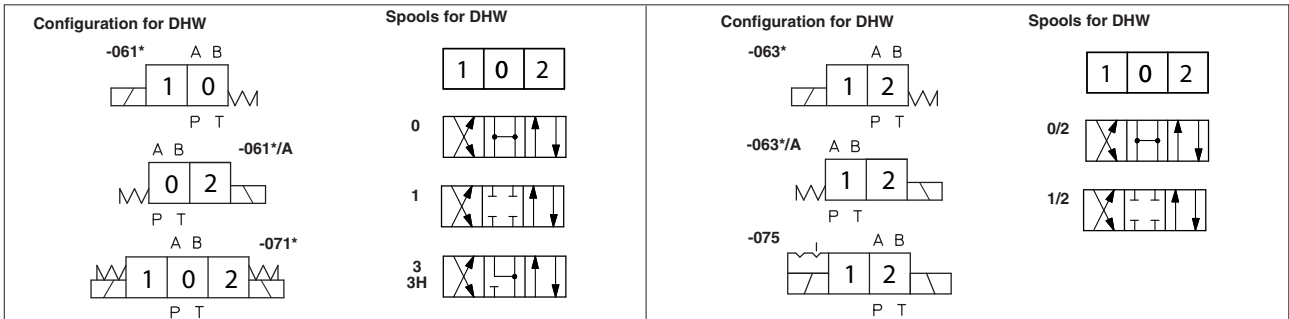 Configuration for DHW
-061*
A B
1 0
P T
A B
-061*/A
0 2
P T
A B
-071*
1 0 2
P T
Spools for DHW
1 0 2
0
1
3
3H
Configuration for DHW
-063*
A B
1 2
P T
-063*/A
A B
1 2
P T
-075
A B
1 2
P T
Spools for DHW
1 0 2
0/2
1/2